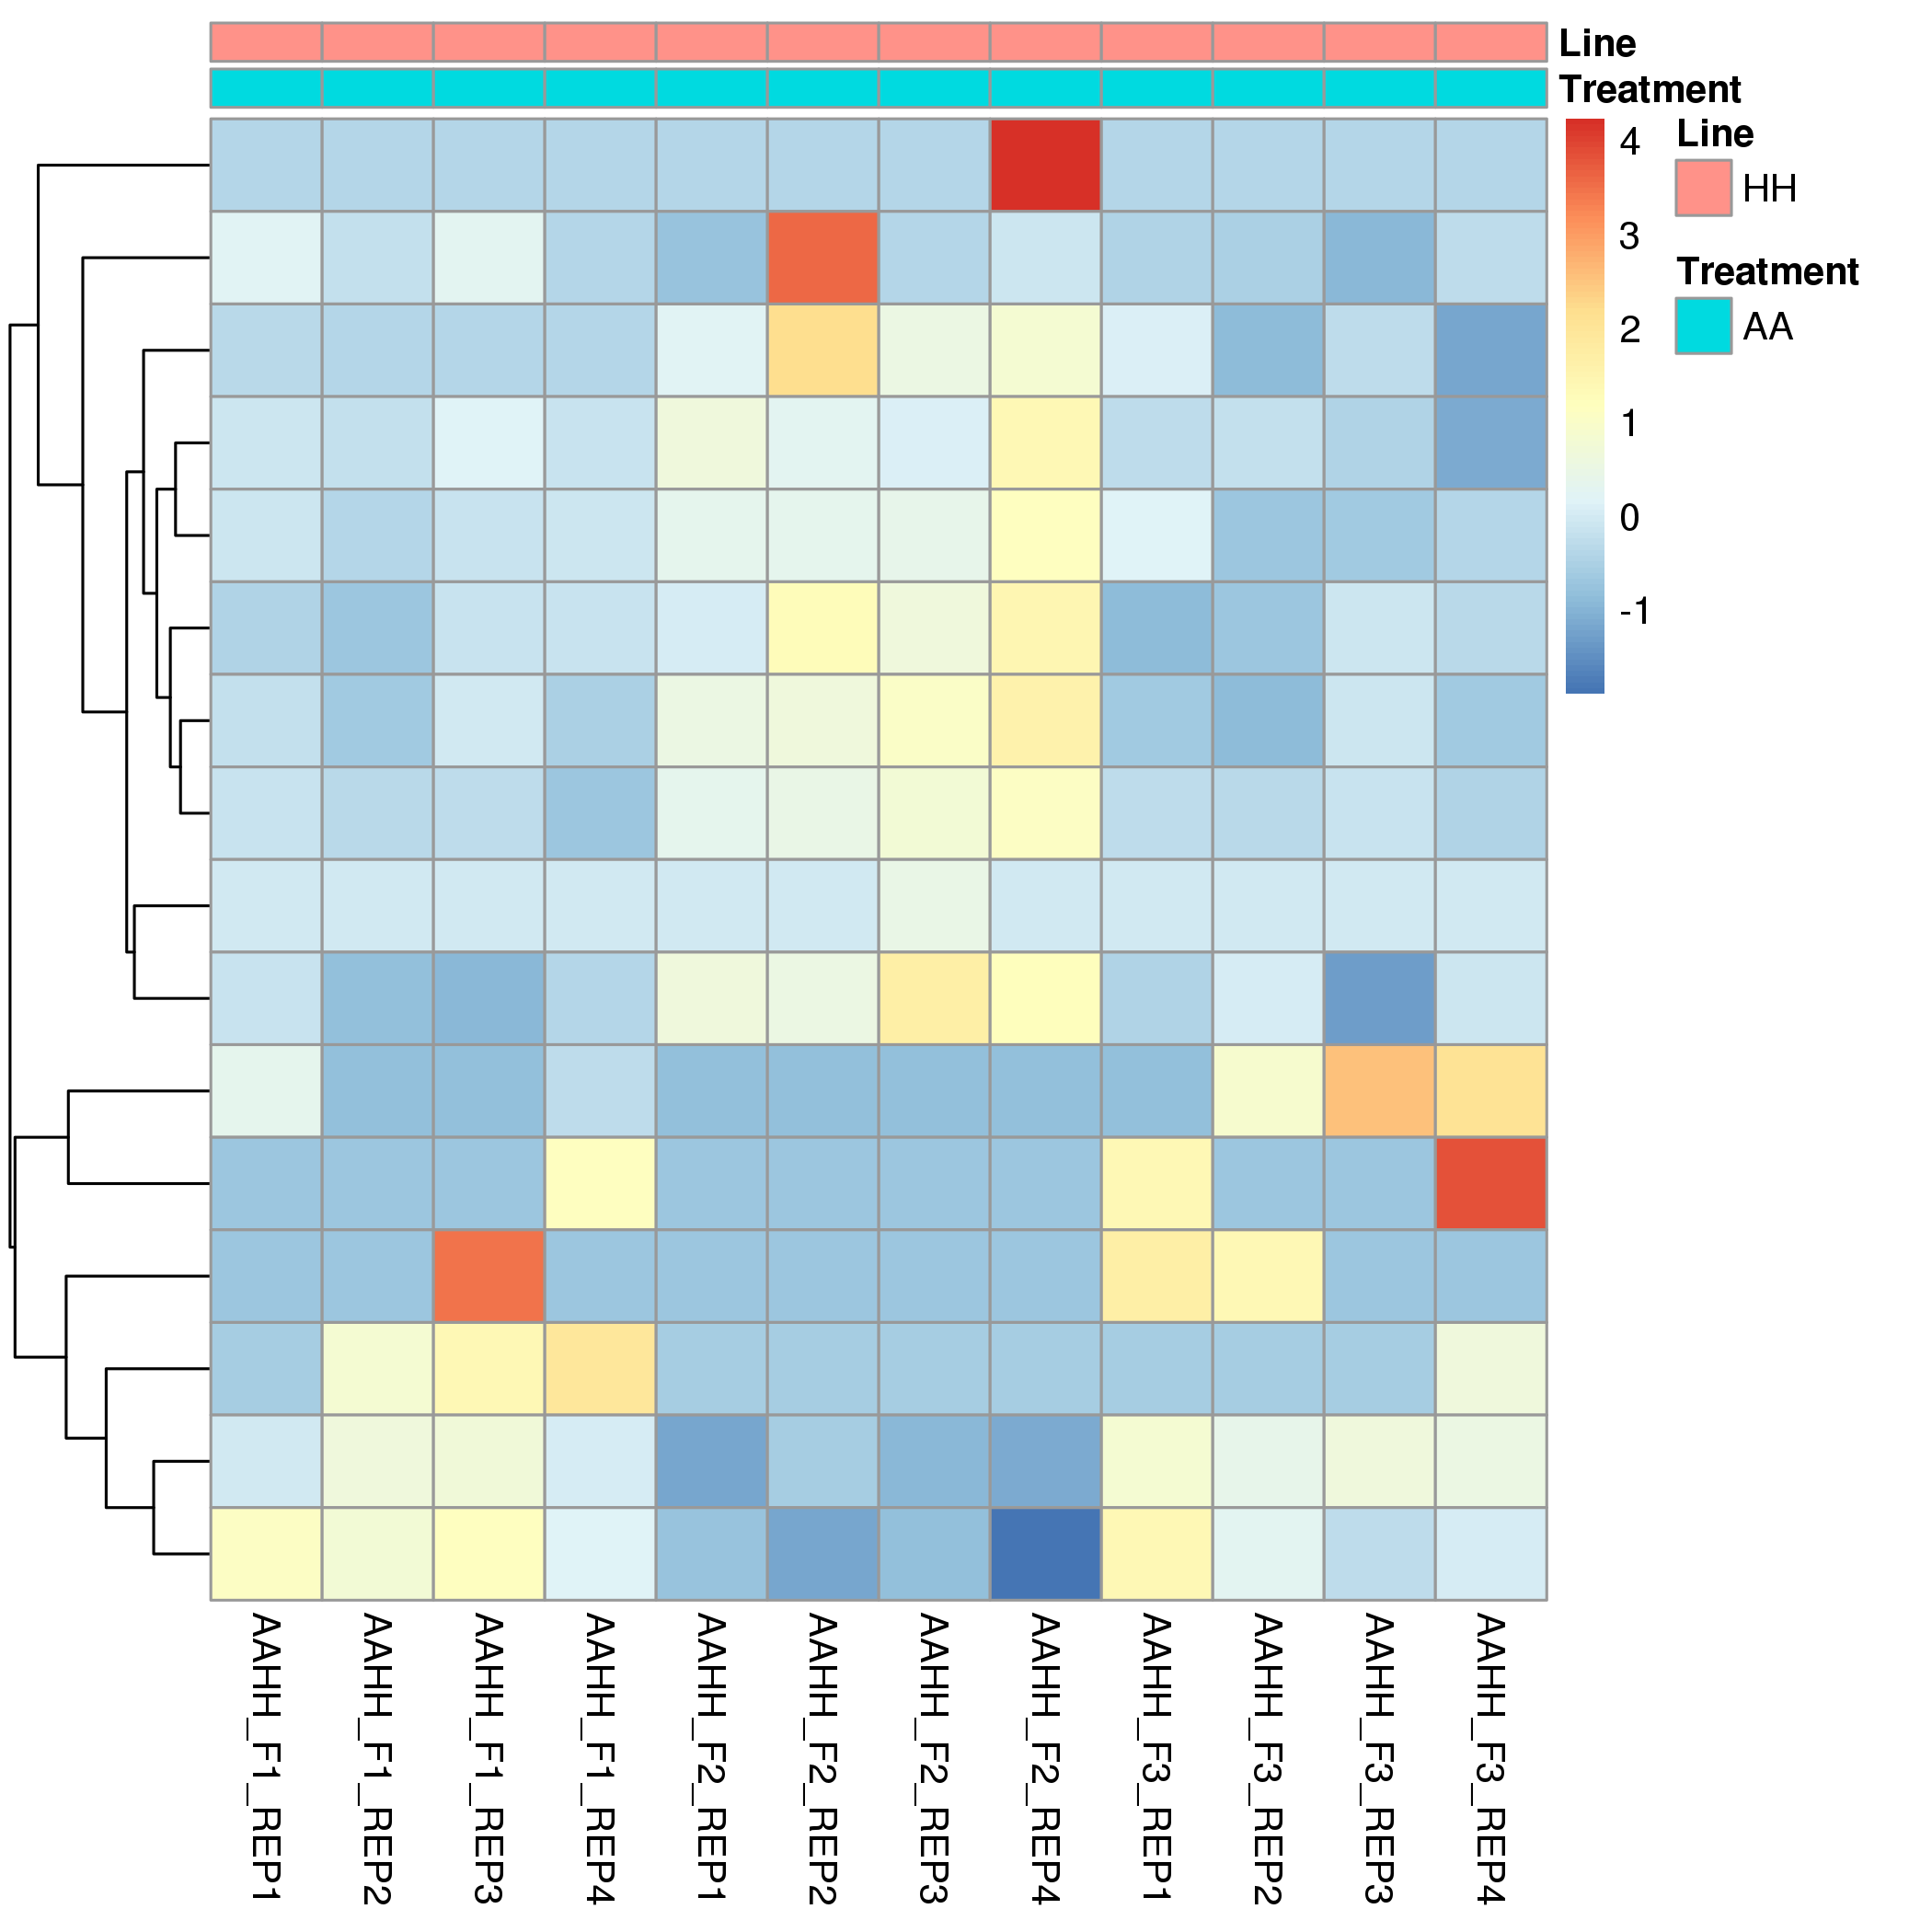 Line
Treatment
4
3
2
1
0
-1
Line
HH
Treatment
AA
AAHH_F1_REP1
AAHH_F1_REP2
AAHH_F1_REP3
AAHH_F1_REP4
AAHH_F2_REP1
AAHH_F2_REP2
AAHH_F2_REP3
AAHH_F2_REP4
AAHH_F3_REP1
AAHH_F3_REP2
AAHH_F3_REP3
AAHH_F3_REP4